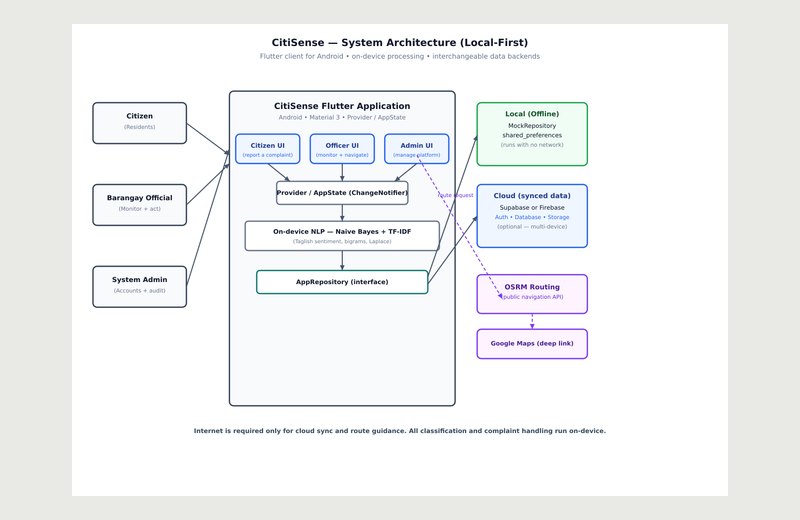 CitiSense — System Architecture (Local-First)
Flutter client for Android • on-device processing • interchangeable data backends
Citizen
(Residents)
Barangay Official
(Monitor + act)
System Admin
(Accounts + audit)
CitiSense Flutter Application
Android • Material 3 • Provider / AppState
Citizen UI
(report a complaint)
Officer UI
(monitor + navigate)
Admin UI
(manage platform)
Provider / AppState (ChangeNotifier)
On-device NLP — Naive Bayes + TF-IDF
(Taglish sentiment, bigrams, Laplace)
AppRepository (interface)
route request
Local (Offline)
MockRepository
shared_preferences
(runs with no network)
Cloud (synced data)
Supabase or Firebase
Auth • Database • Storage
(optional — multi-device)
OSRM Routing
(public navigation API)
Google Maps (deep link)
Internet is required only for cloud sync and route guidance. All classification and complaint handling run on-device.